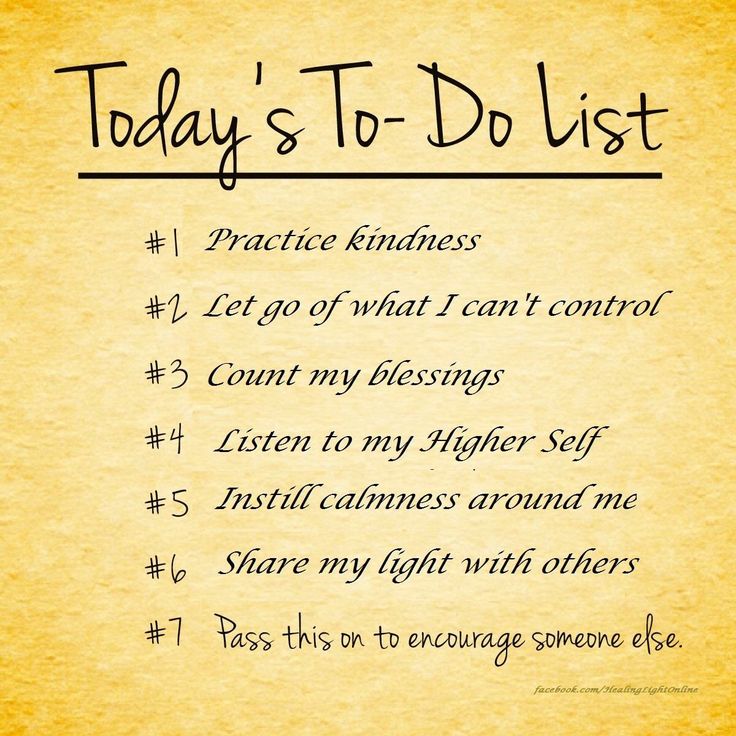 Today's To-Do List
#1 Practice kindness
#2 Let go of what I can't control
#3 Count my blessings
#4 Listen to my Higher Self
#5 Instill calmness around me
#6 Share my light with others
#7 Pass this on to encourage someone else.
facebook.com/HealingLightOnline